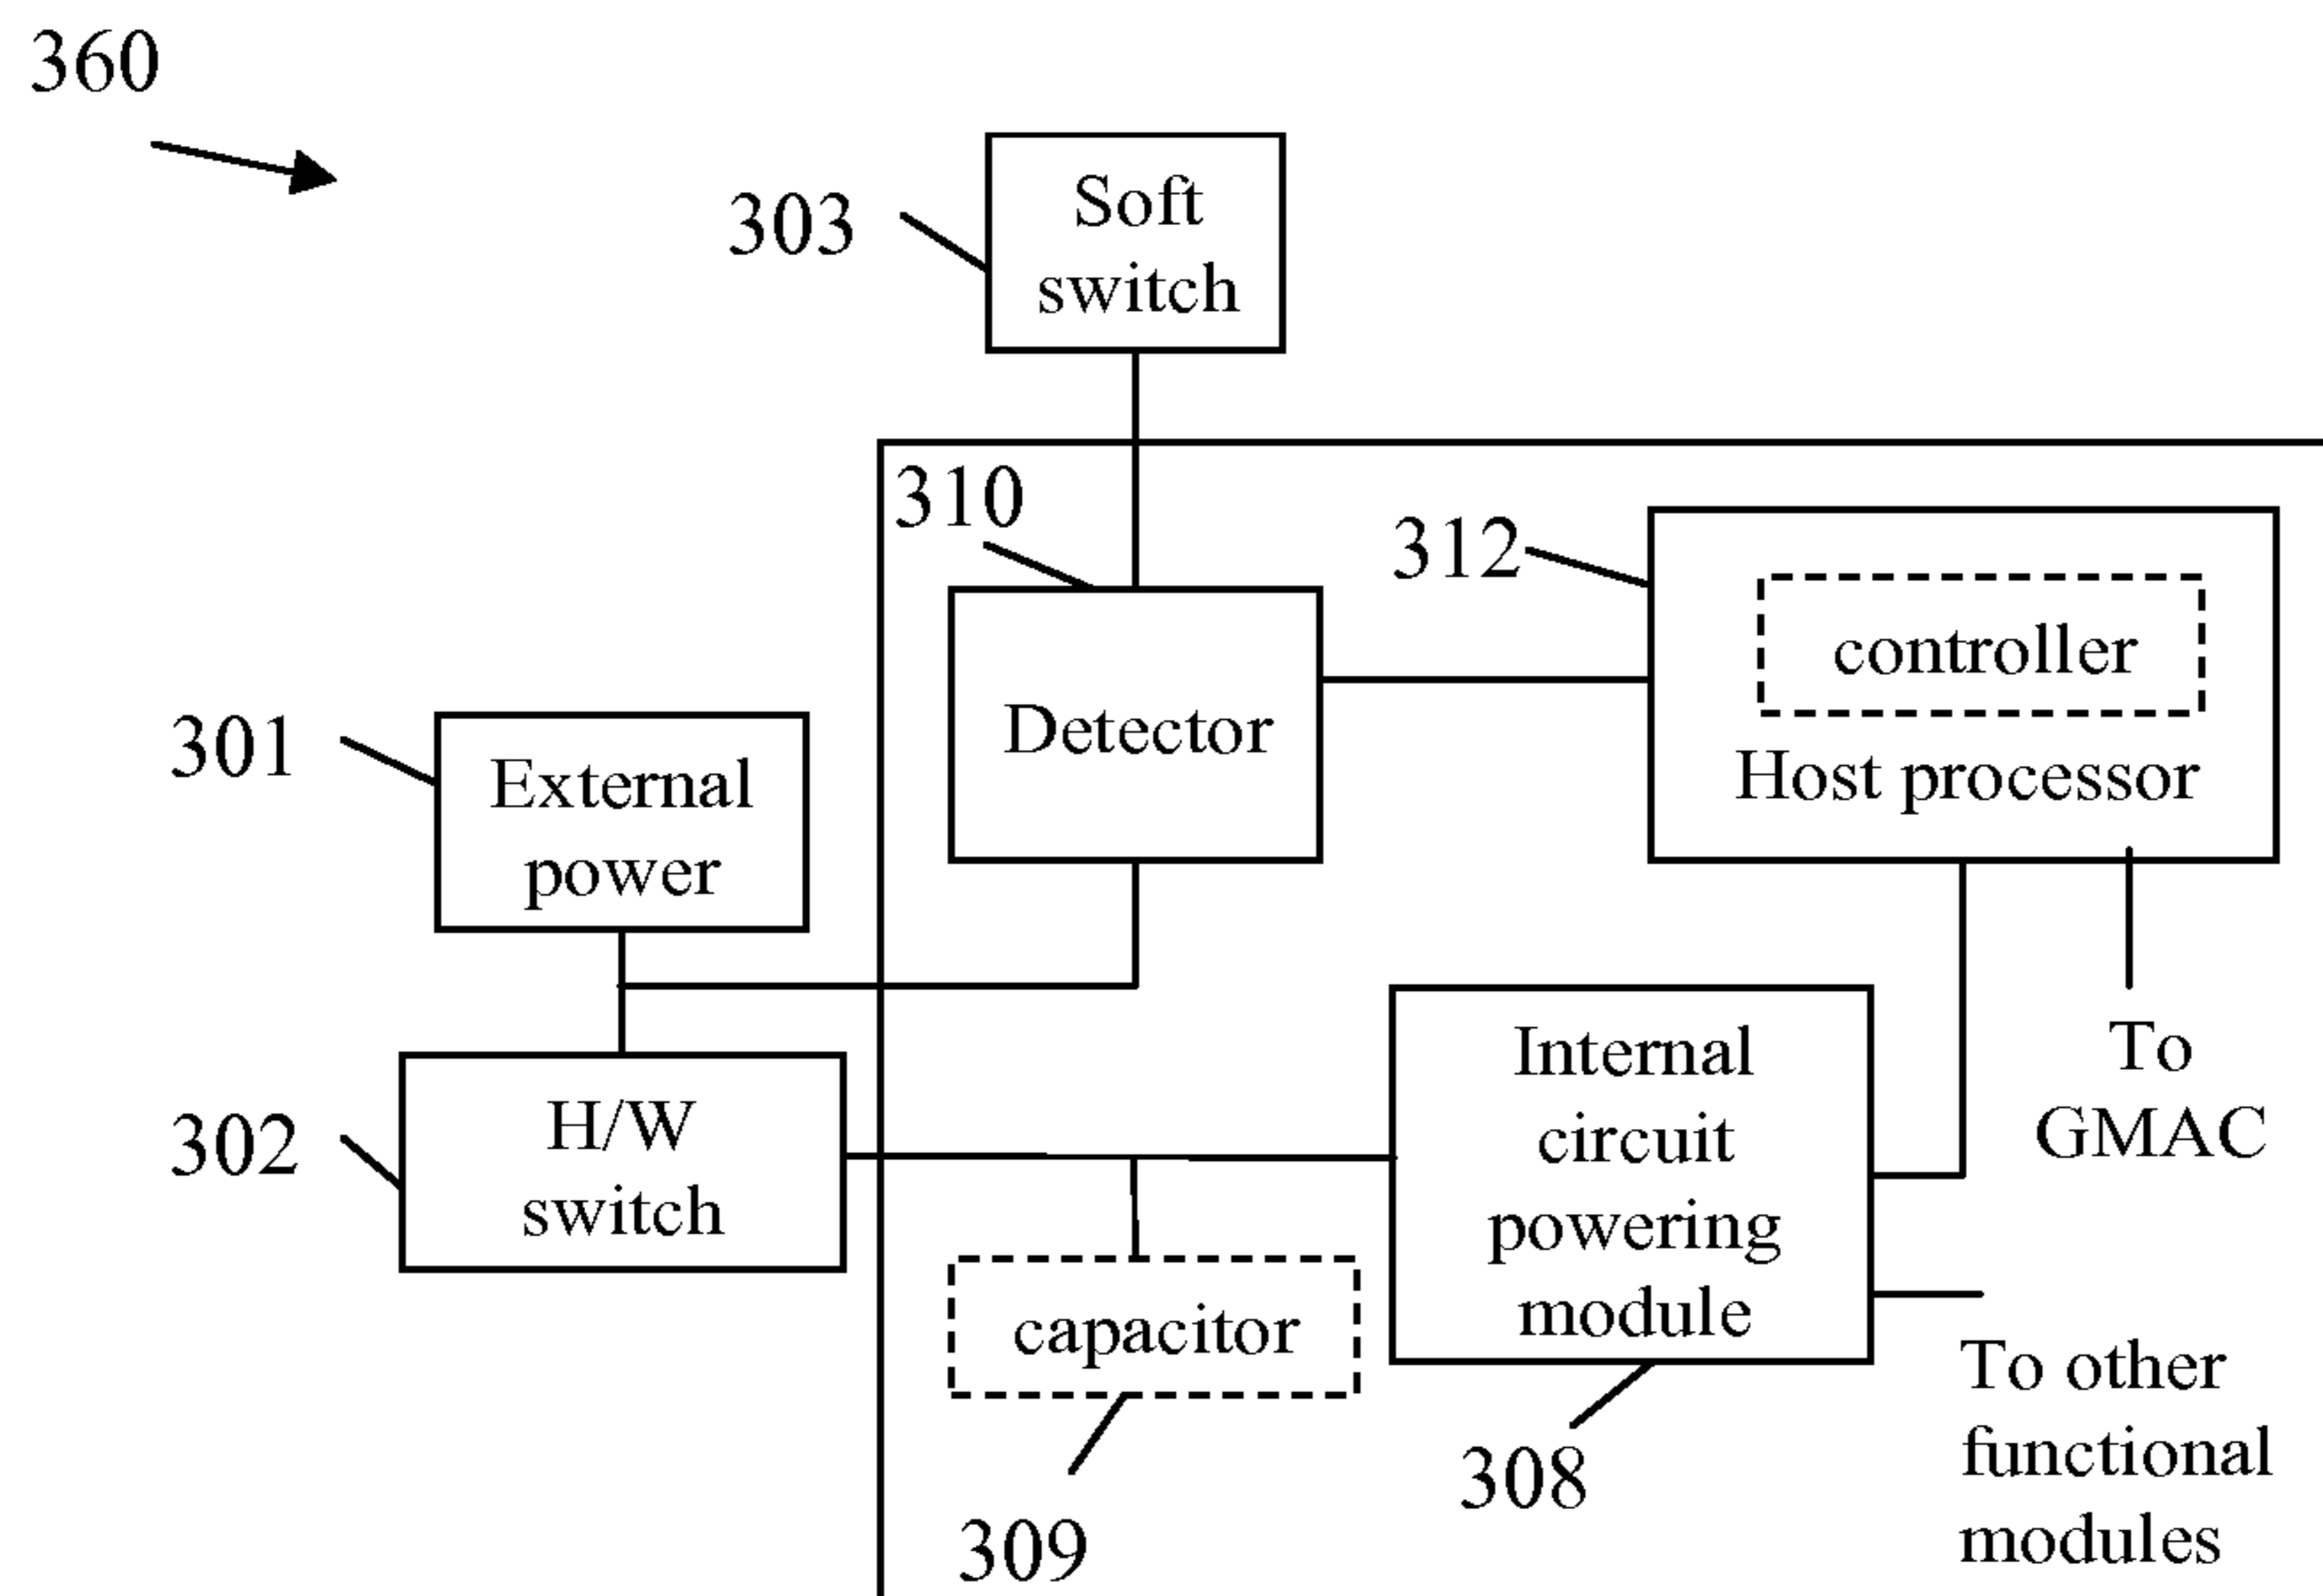 360
303
Soft
switch
310
312
controller
Host processor
Detector
301
External
power
302
H/W
switch
Internal
circuit
powering
module
To
GMAC
capacitor
309
308
To other
functional
modules